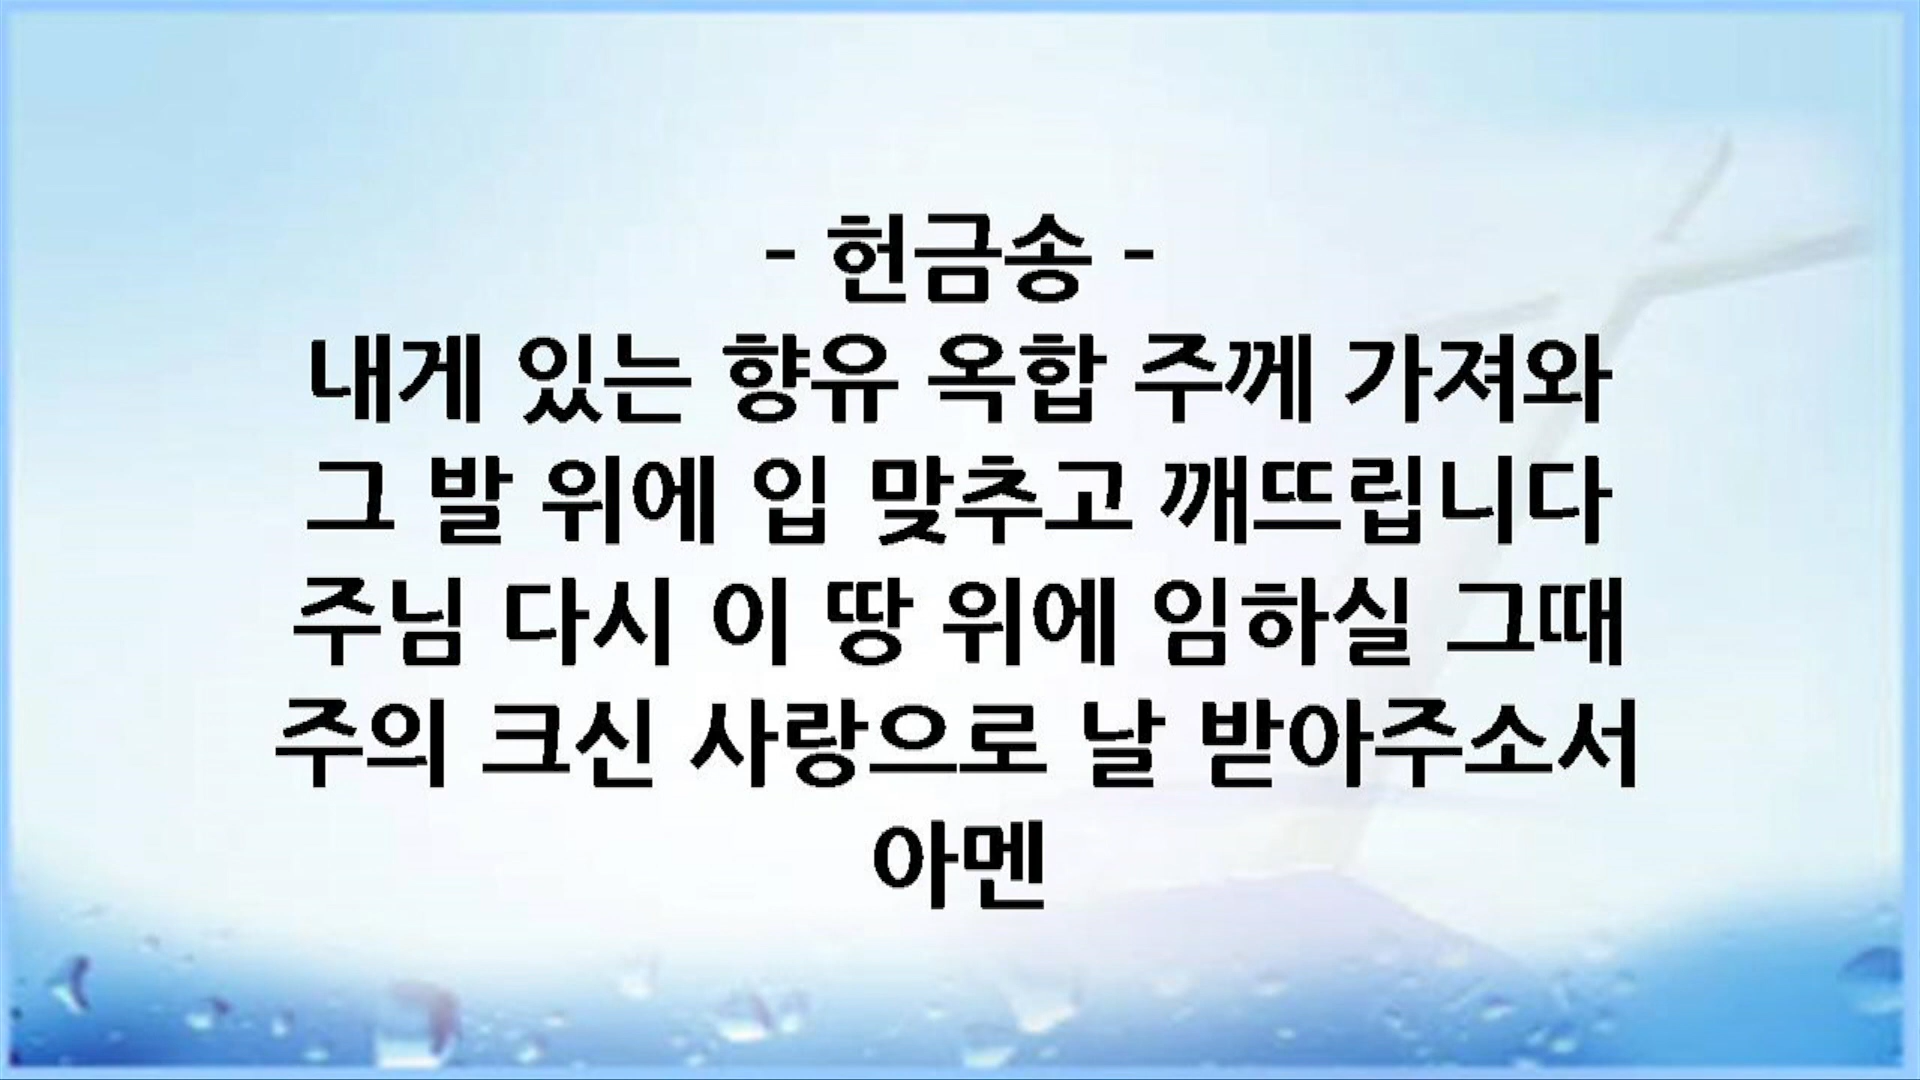 - 헌금송 -
내게 있는 향유 옥합 주께 가져와
그 발 위에 입 맞추고 깨뜨립니다
주님 다시 이 땅 위에 임하실 그때
주의 크신 사랑으로 날 받아주소서
아멘